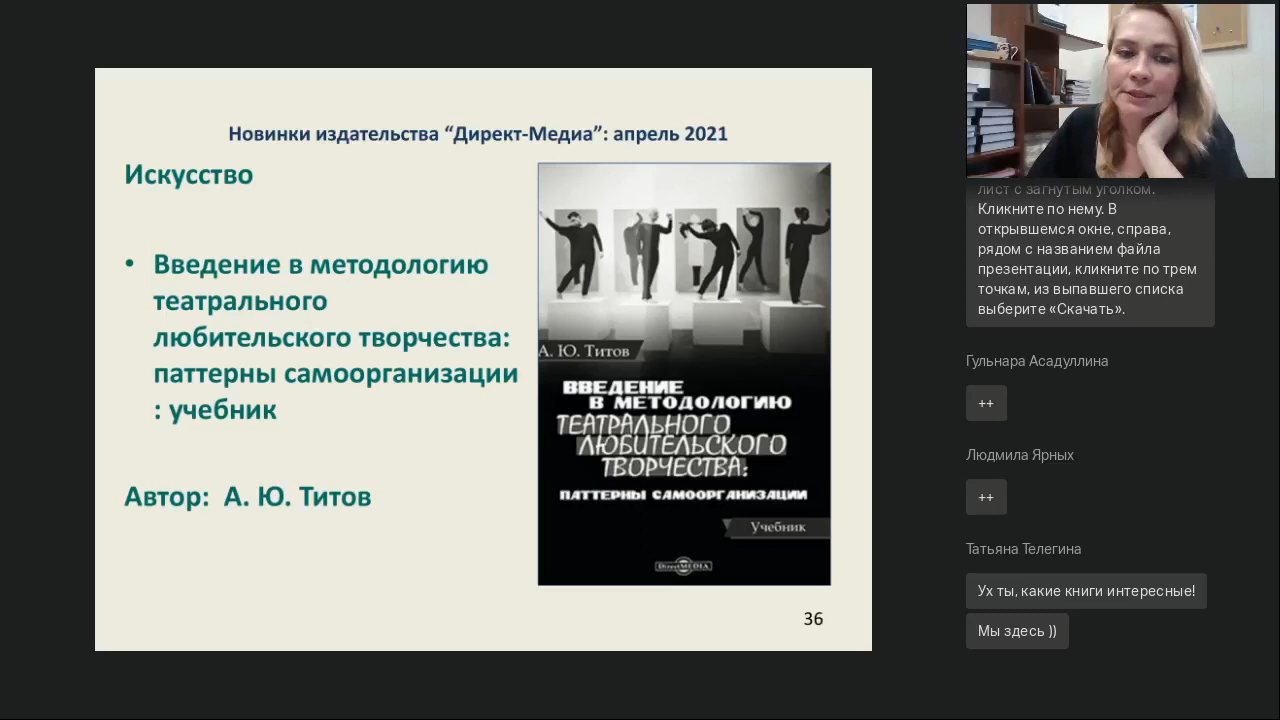 Новинки издательства “Директ-Медиа”: апрель 2021
Искусство
• Введение в методологию
театрального
любительского творчества:
паттерны самоорганизации
: учебник
Автор: А. Ю. Титов
А. Ю. Титов
ВВЕДЕНИЕ
В МЕТОДОЛОГИЮ
ТЕАТРАЛЬНОГО
ЛЮБИТЕЛЬСКОГО
ТВОРЧЕСТВА:
ПАТТЕРНЫ САМООРГАНИЗАЦИИ
Учебник
DirectMEDIA
36
лист с загнутым уголком.
Кликните по нему. В
открывшемся окне, справа,
рядом с названием файла
презентации, кликните по трем
точкам, из выпавшего списка
выберите «Скачать».
Гульнара Асадуллина
++
Людмила Ярных
++
Татьяна Телегина
Ух ты, какие книги интересные!
Мы здесь ))